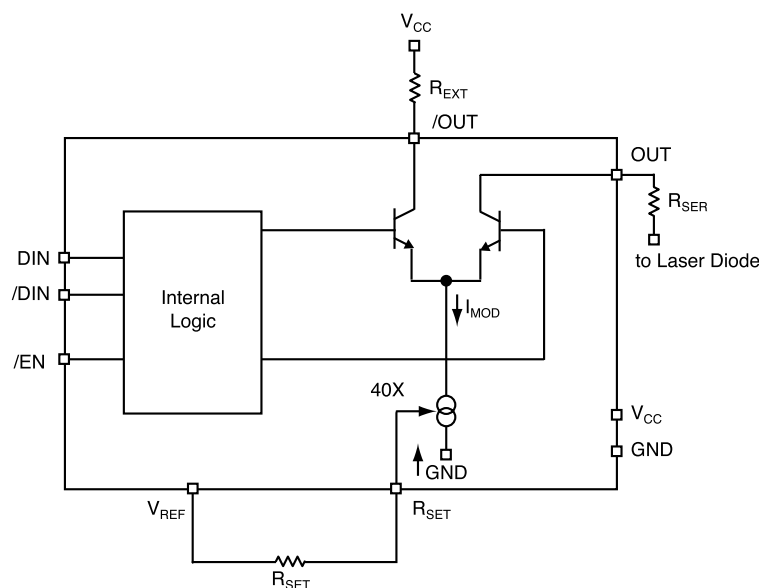 V_CC
R_EXT
/OUT
OUT
R_SER
to Laser Diode
DIN
/DIN
Internal
Logic
/EN
I_MOD
40X
V_CC
GND
GND
V_REF
R_SET
R_SET